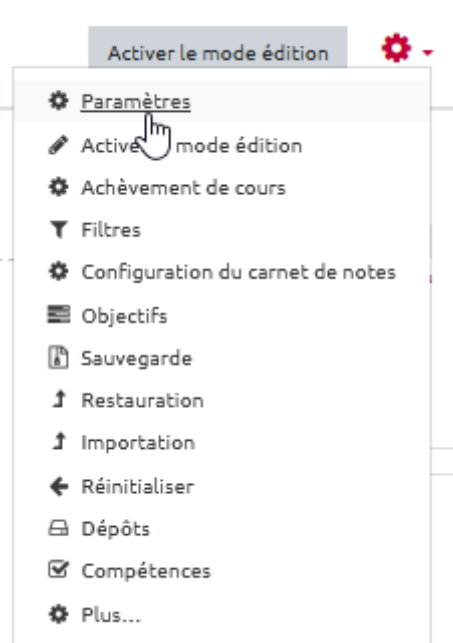 Activer le mode édition
Paramètres
Active mode édition
Achèvement de cours
Filtres
Configuration du carnet de notes
Objectifs
Sauvegarde
Restauration
Importation
Réinitialiser
Dépôts
Compétences
Plus...